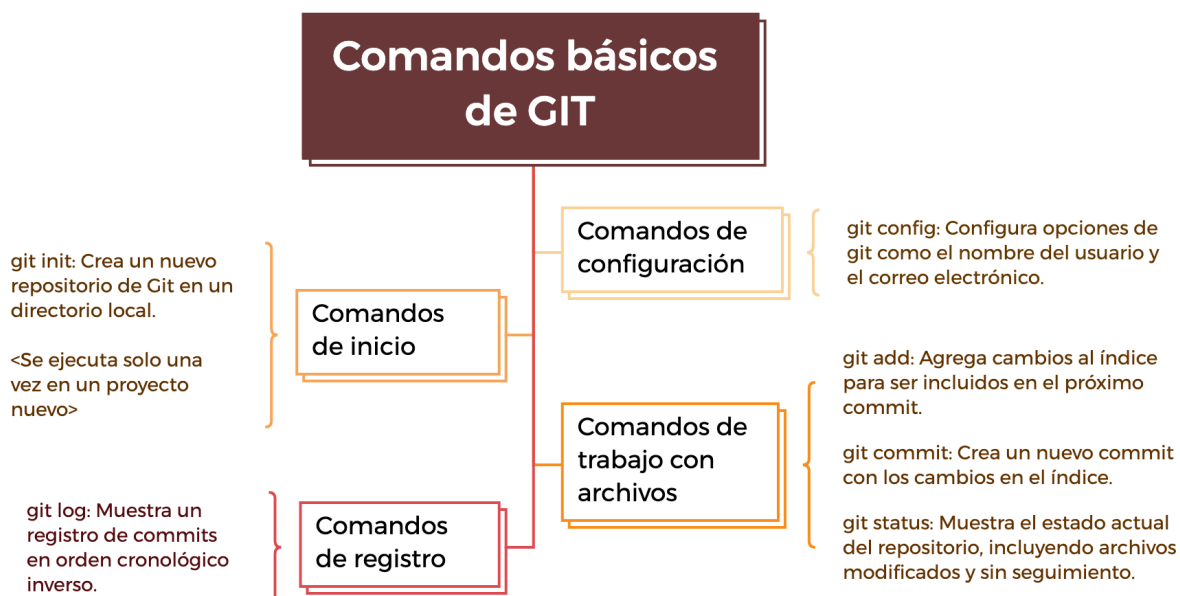 Comandos básicos
de GIT
Comandos de
configuración
git config: Configura opciones de
git como el nombre del usuario y
el correo electrónico.
git init: Crea un nuevo
repositorio de Git en un
directorio local.
<Se ejecuta solo una
vez en un proyecto
nuevo>
Comandos
de inicio
Comandos de
trabajo con
archivos
git add: Agrega cambios al índice
para ser incluidos en el próximo
commit.
git commit: Crea un nuevo commit
con los cambios en el índice.
git status: Muestra el estado actual
del repositorio, incluyendo archivos
modificados y sin seguimiento.
git log: Muestra un
registro de commits
en orden cronológico
inverso.
Comandos
de registro